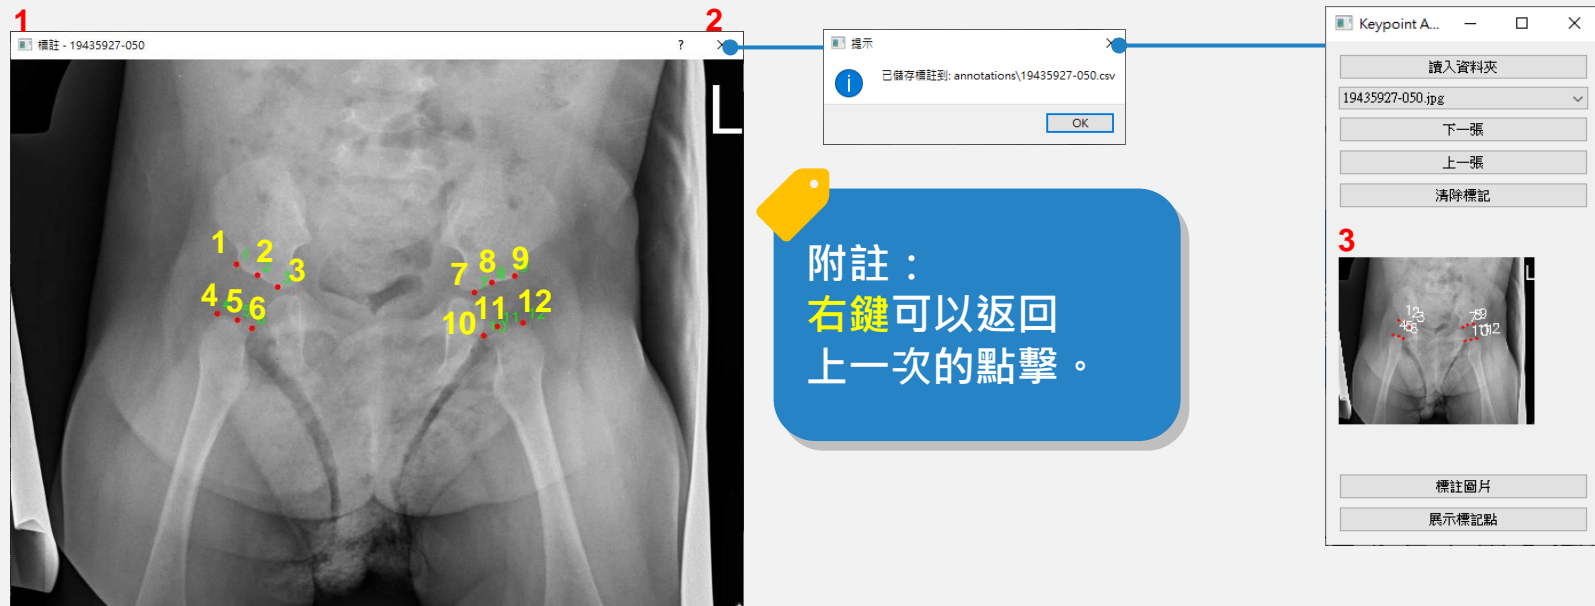 1
標註 - 19435927-050
?
L
1
2
3
4
5
6
7
8
9
10
11
12
2
提示
已儲存標註到: annotations\19435927-050.csv
OK
附註：
右鍵可以返回
上一次的點擊。
Keypoint A...
讀入資料夾
19435927-050.jpg
下一張
上一張
清除標記
3
L
標註圖片
展示標記點